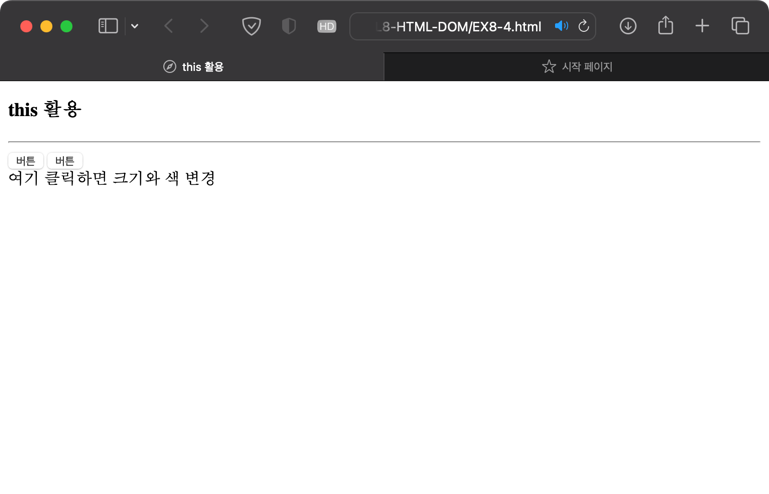 HD
L8-HTML-DOM/EX8-4.html
this 활용
시작 페이지
this 활용
버튼 버튼
여기 클릭하면 크기와 색 변경